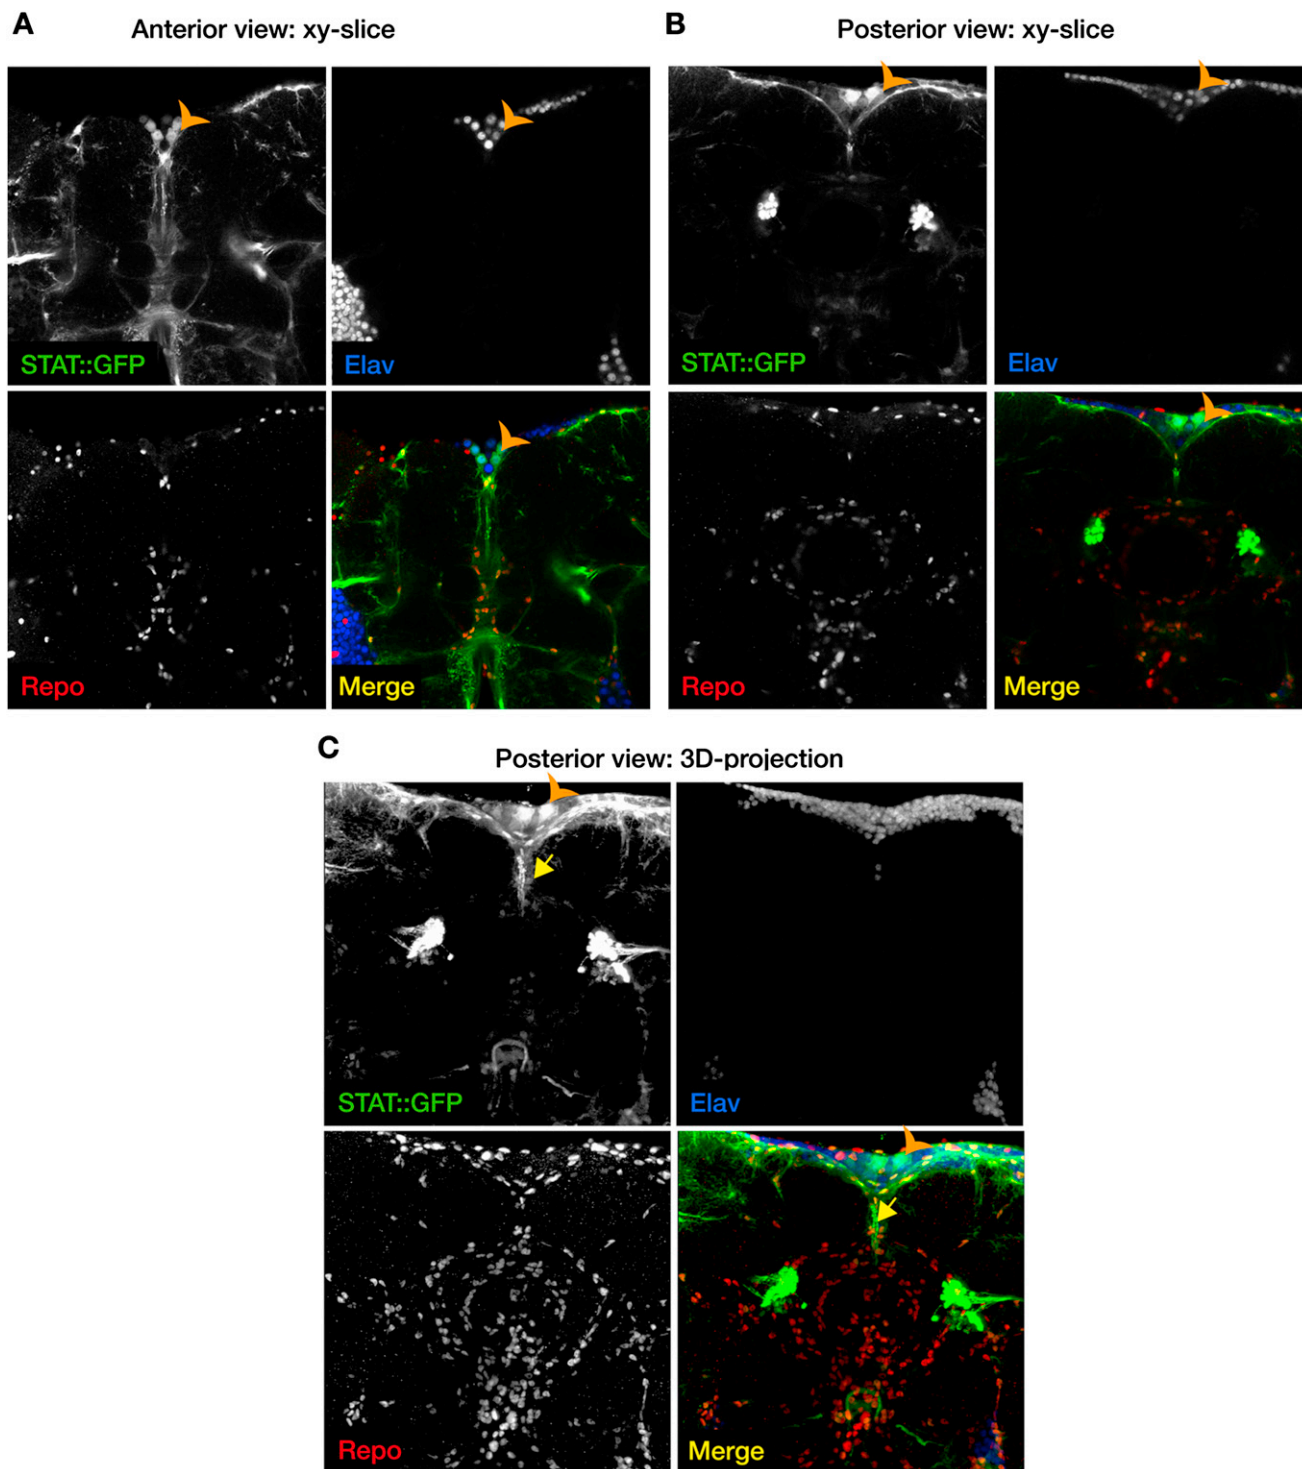 A
Anterior view: xy-slice
B
Posterior view: xy-slice
STAT::GFP
Elav
STAT::GFP
Elav
Repo
Merge
Repo
Merge
C
Posterior view: 3D-projection
STAT::GFP
Elav
Repo
Merge